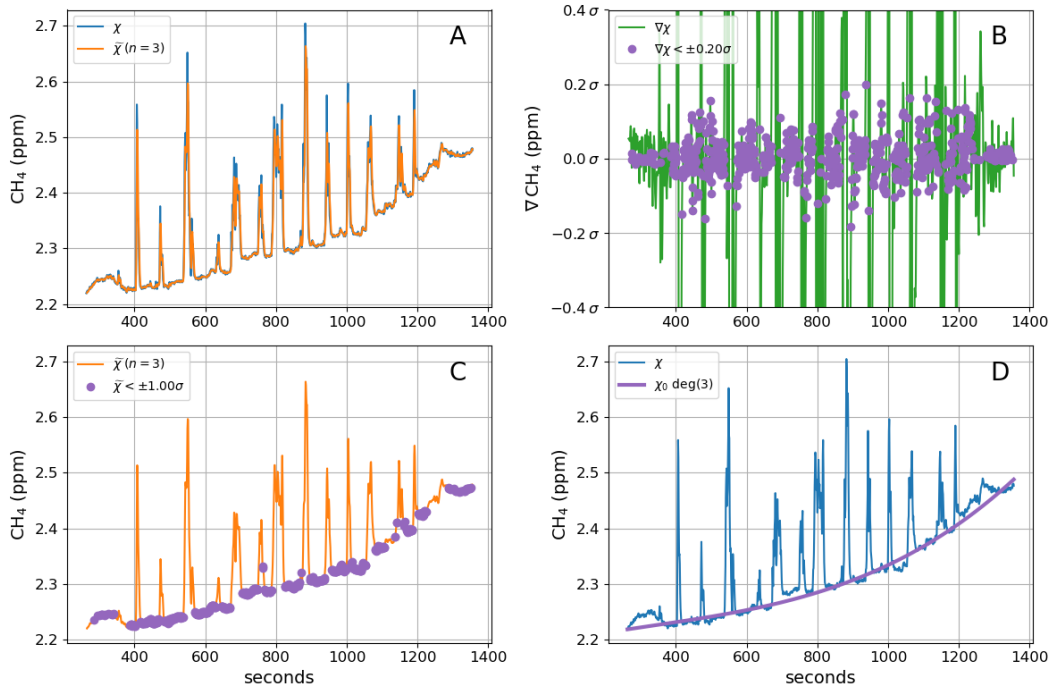 A
χ
χ̃ (n = 3)
CH₄ (ppm)
2.7
2.6
2.5
2.4
2.3
2.2
400 600 800 1000 1200 1400
B
∇χ
∇χ < ±0.20σ
∇ CH₄ (ppm)
0.4 σ
0.2 σ
0.0 σ
−0.2 σ
−0.4 σ
400 600 800 1000 1200 1400
C
χ̃ (n = 3)
χ̃ < ±1.00σ
CH₄ (ppm)
2.7
2.6
2.5
2.4
2.3
2.2
400 600 800 1000 1200 1400
seconds
D
χ
χ₀ deg(3)
CH₄ (ppm)
2.7
2.6
2.5
2.4
2.3
2.2
400 600 800 1000 1200 1400
seconds